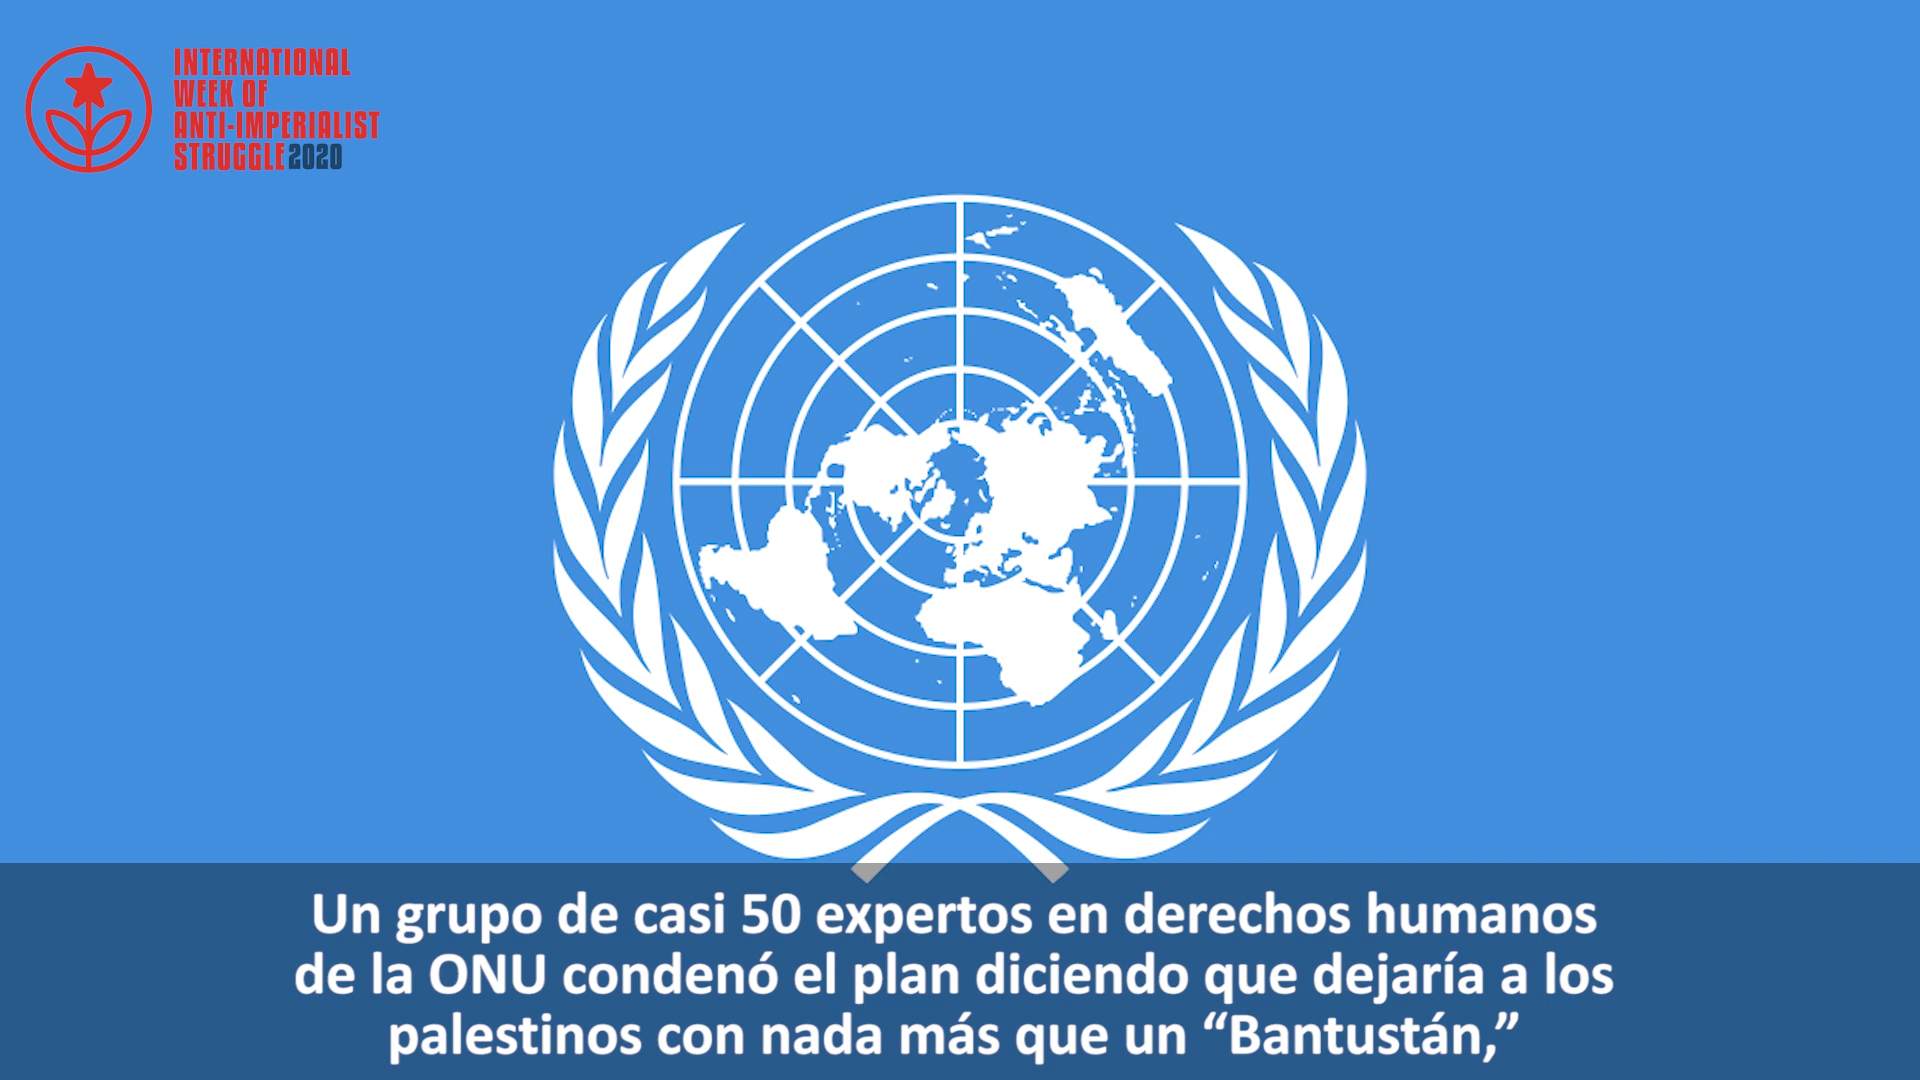 INTERNATIONAL
WEEK OF
ANTI-IMPERIALIST
STRUGGLE 2020
Un grupo de casi 50 expertos en derechos humanos
de la ONU condenó el plan diciendo que dejaría a los
palestinos con nada más que un “Bantustán,”